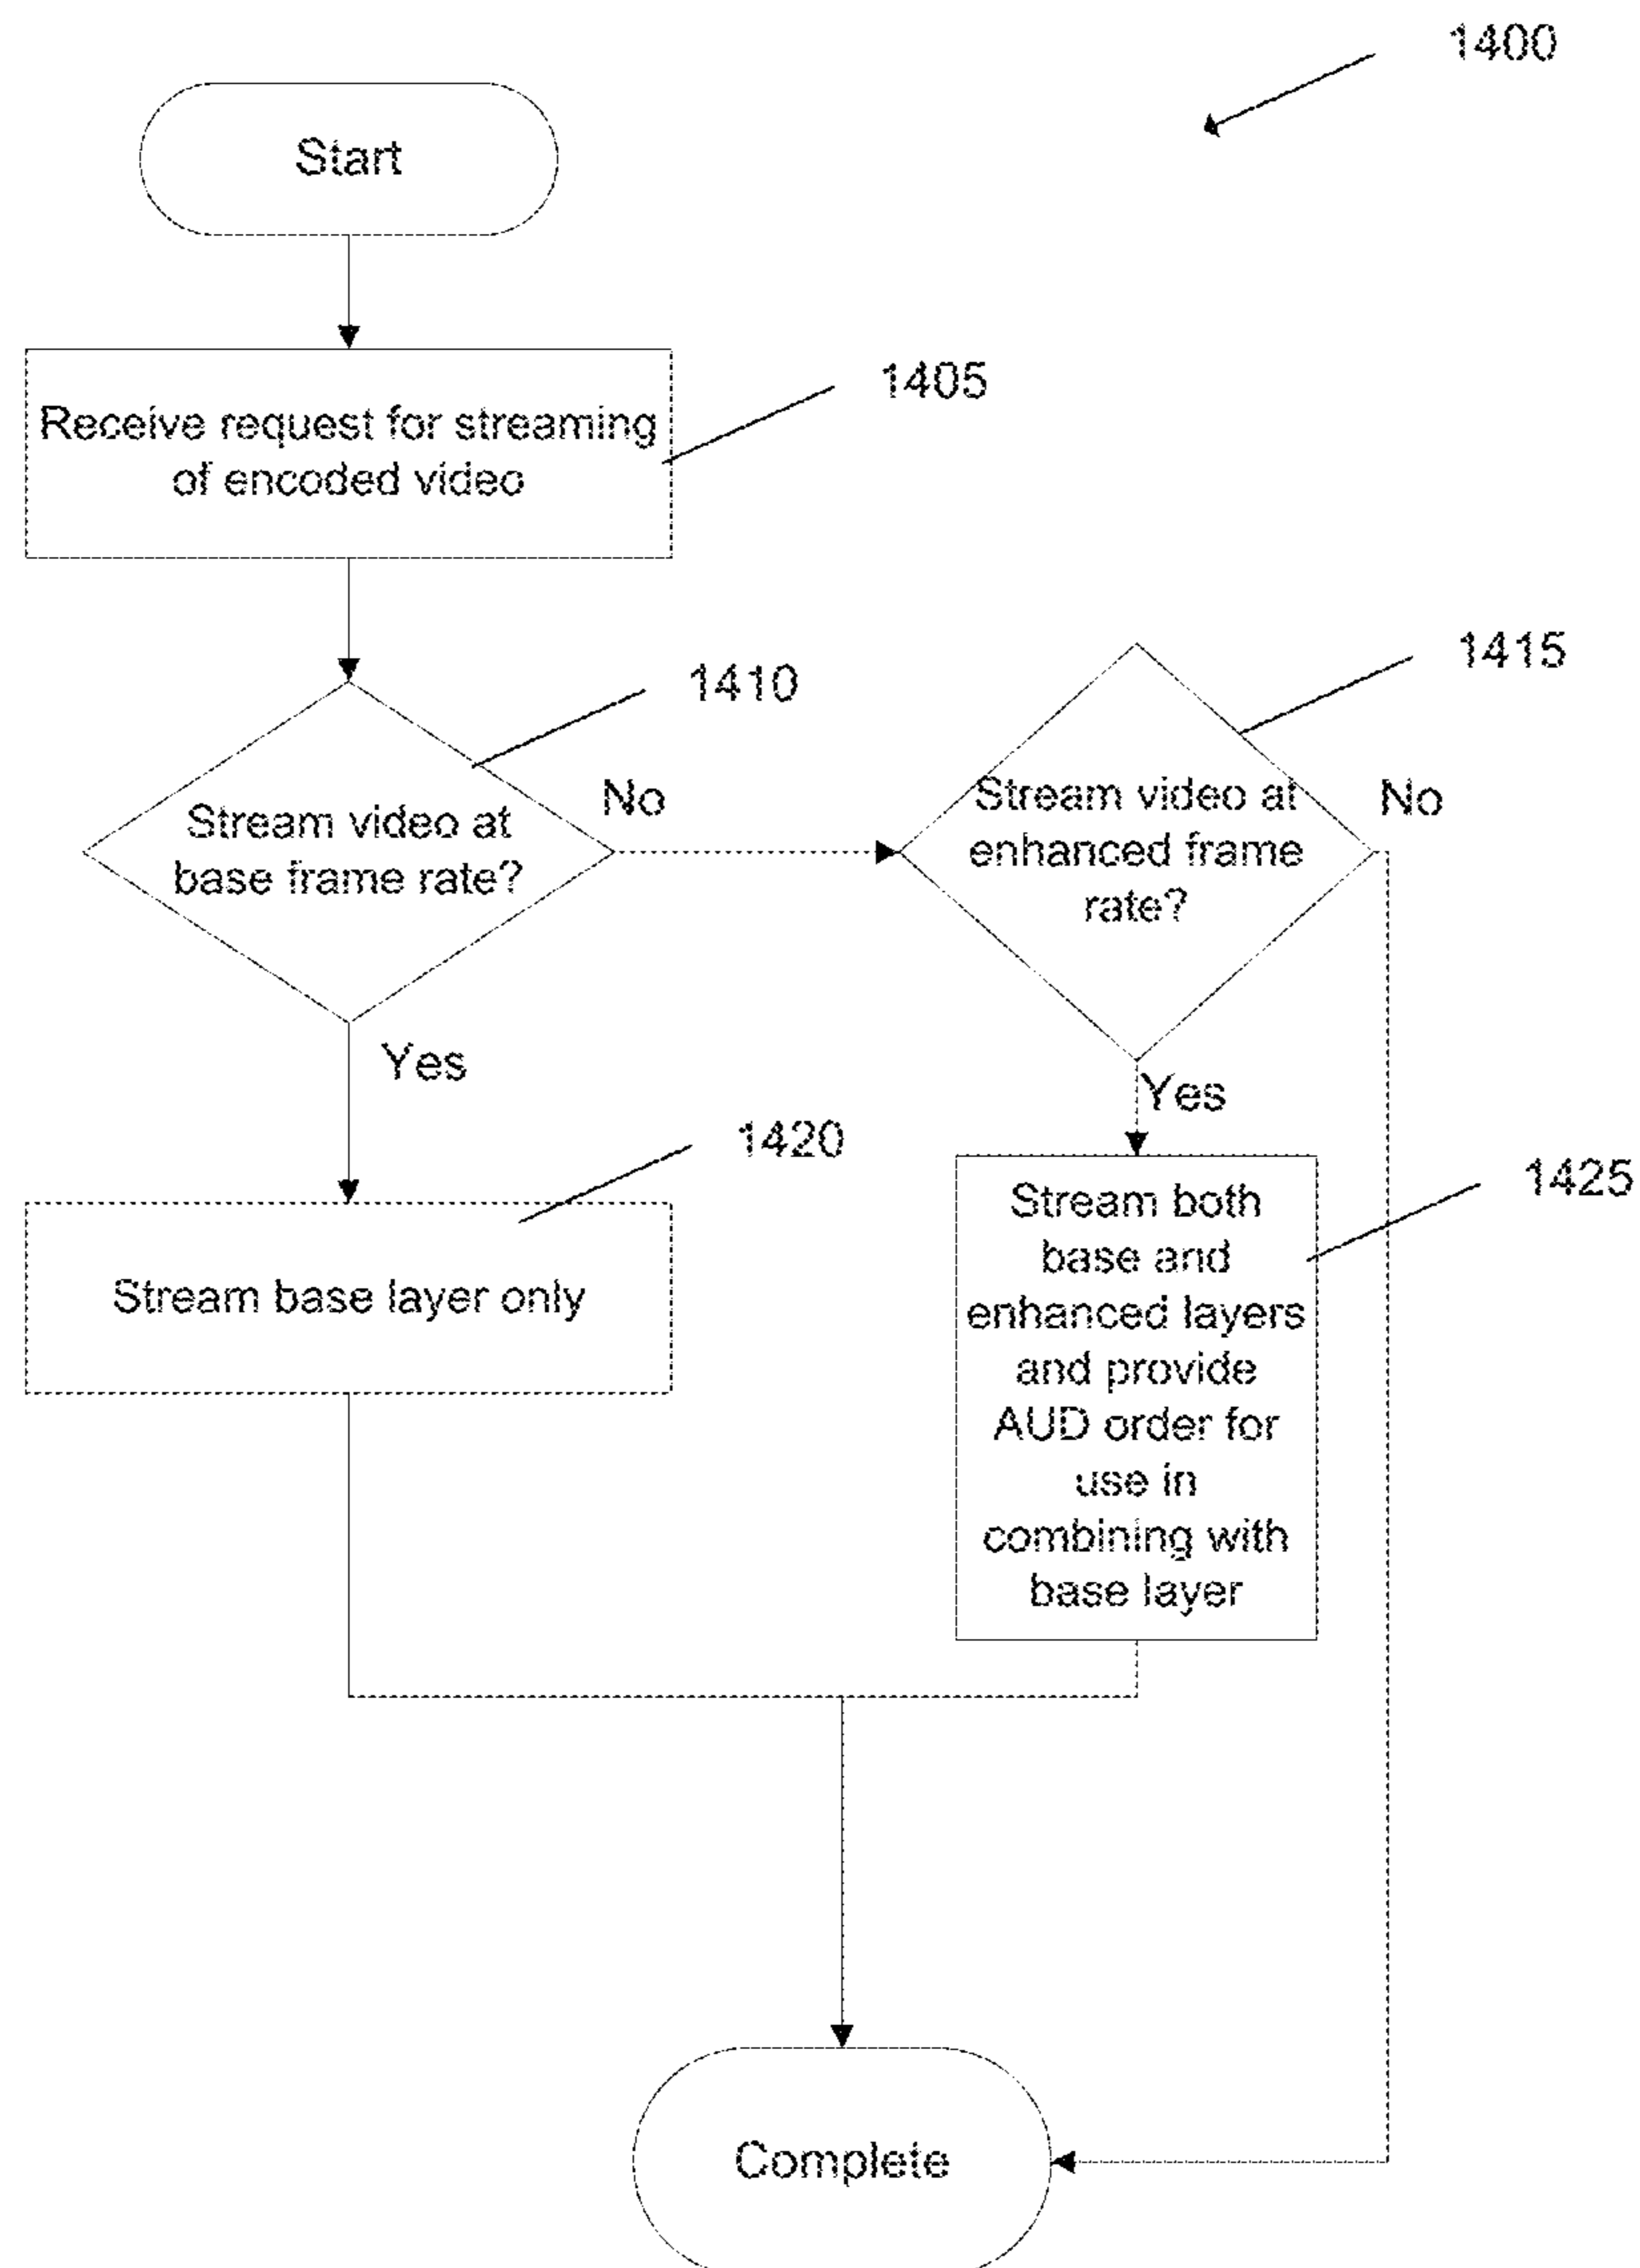 1400
Start
Receive request for streaming
of encoded video
1405
Stream video at
base frame rate?
1410
No
Yes
Stream video at
enhanced frame
rate?
1415
No
Yes
Stream base layer only
1420
Stream both
base and
enhanced layers
and provide
AUD order for
use in
combining with
base layer
1425
Complete